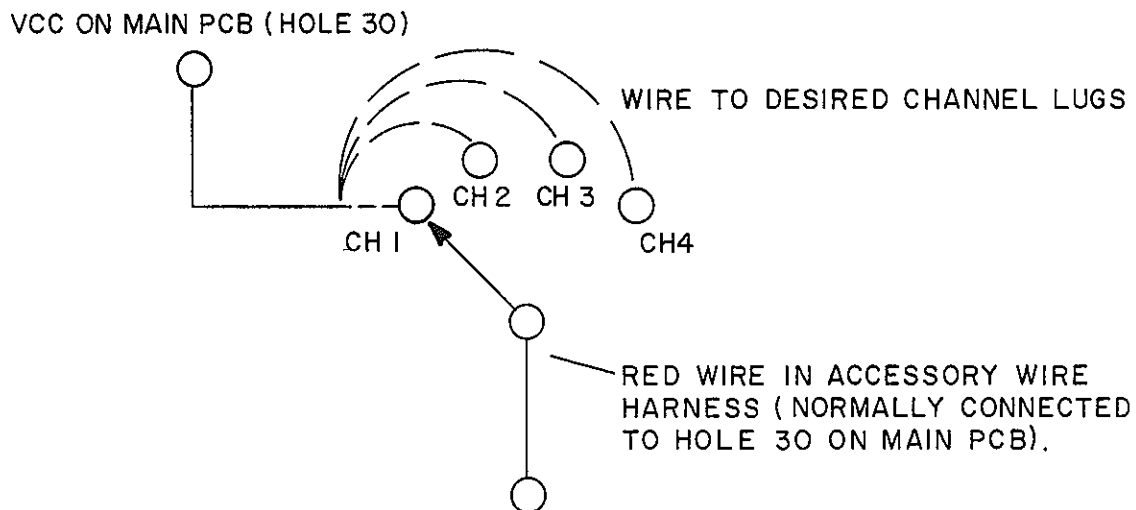 VCC ON MAIN PCB (HOLE 30)
WIRE TO DESIRED CHANNEL LUGS
CH 2
CH 3
CH 1
CH4
RED WIRE IN ACCESSORY WIRE
HARNESS (NORMALLY CONNECTED
TO HOLE 30 ON MAIN PCB).